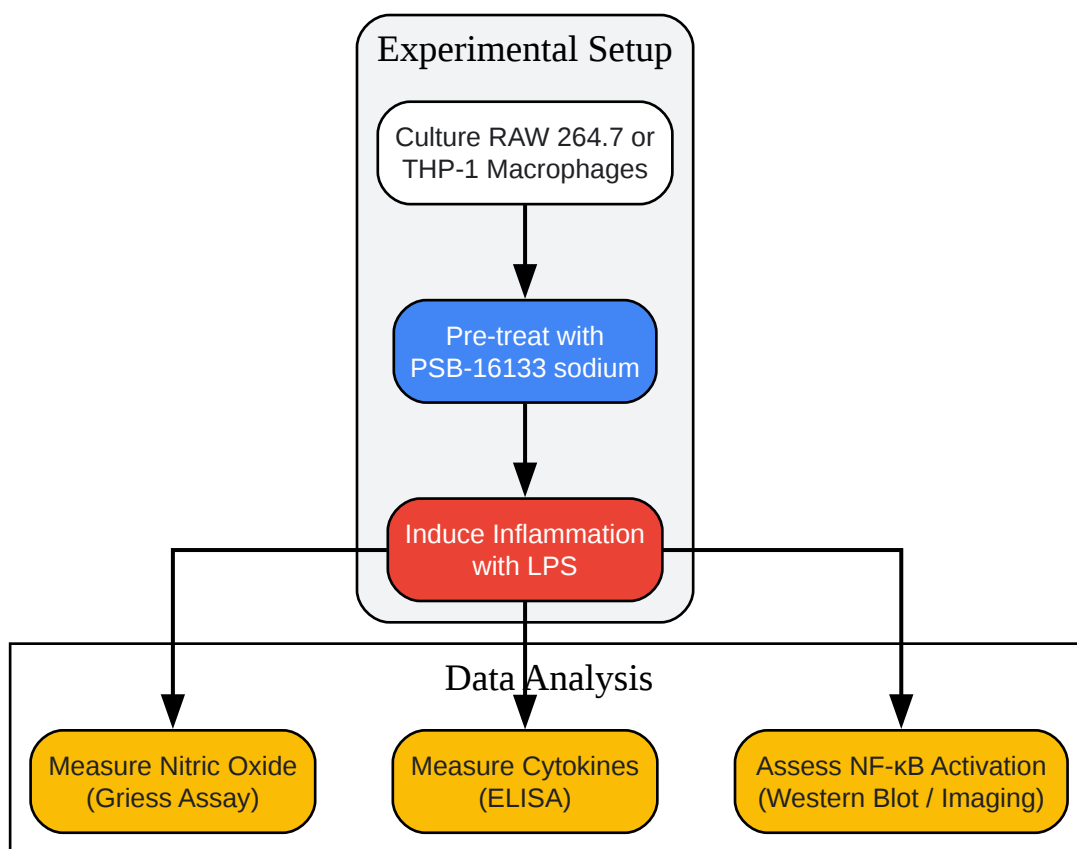 Experimental Setup
Culture RAW 264.7 or
THP-1 Macrophages
Pre-treat with
PSB-16133 sodium
Induce Inflammation
with LPS
Data Analysis
Measure Nitric Oxide
(Griess Assay)
Measure Cytokines
(ELISA)
Assess NF-κB Activation
(Western Blot / Imaging)